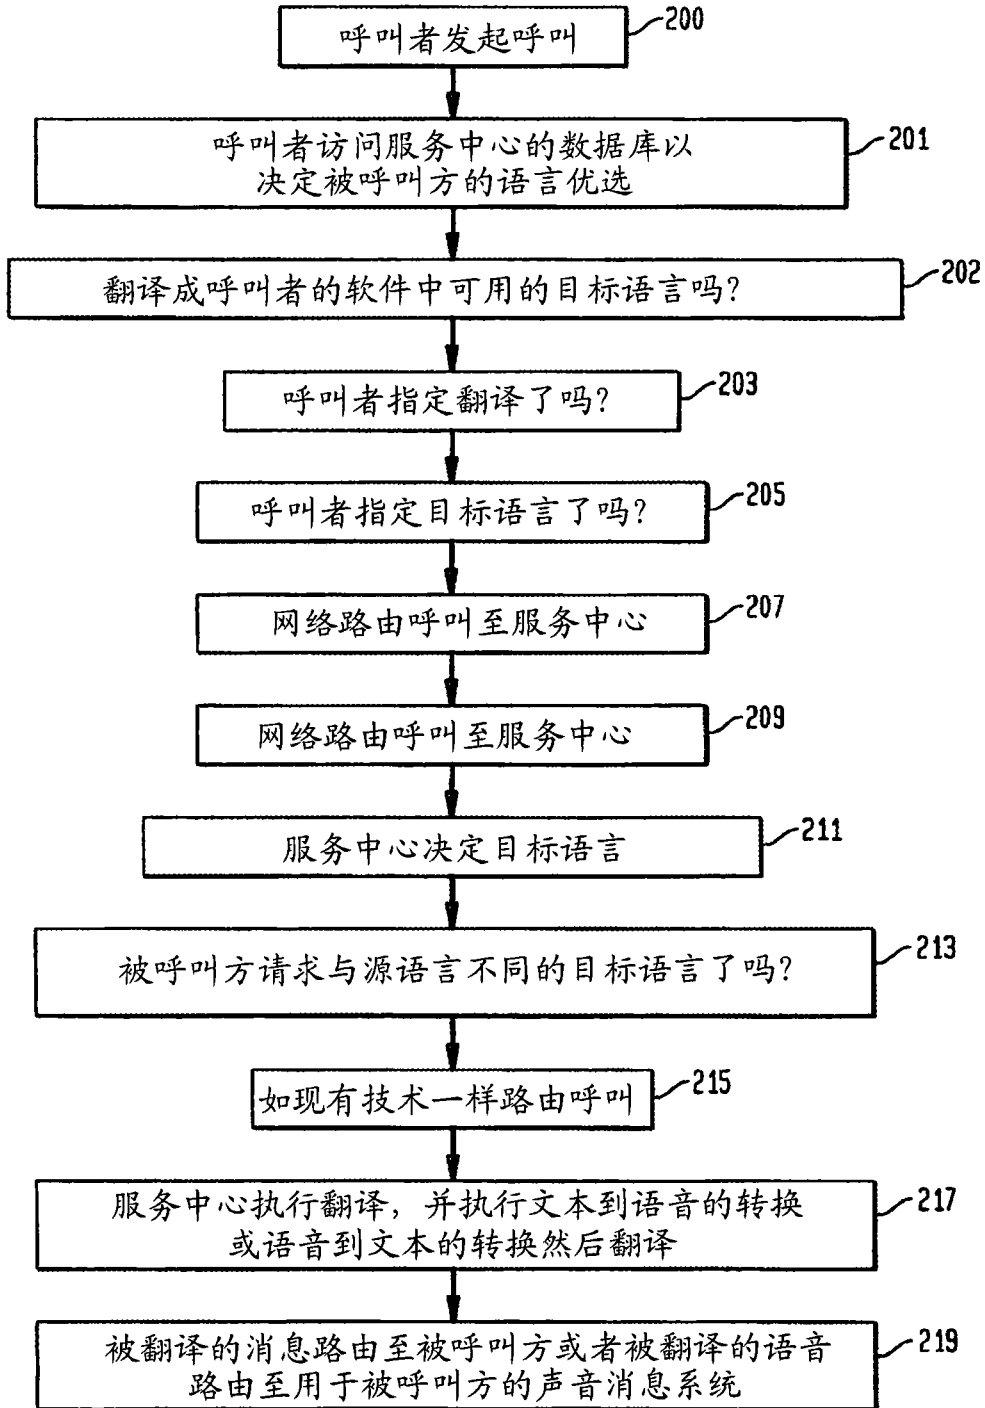 呼叫者发起呼叫
200
呼叫者访问服务中心的数据库以
决定被呼叫方的语言优选
201
翻译成呼叫者的软件中可用的目标语言吗?
202
呼叫者指定翻译了吗?
203
呼叫者指定目标语言了吗?
205
网络路由呼叫至服务中心
207
网络路由呼叫至服务中心
209
服务中心决定目标语言
211
被呼叫方请求与源语言不同的目标语言了吗?
213
如现有技术一样路由呼叫
215
服务中心执行翻译，并执行文本到语音的转换
或语音到文本的转换然后翻译
217
被翻译的消息路由至被呼叫方或者被翻译的语音
路由至用于被呼叫方的声音消息系统
219